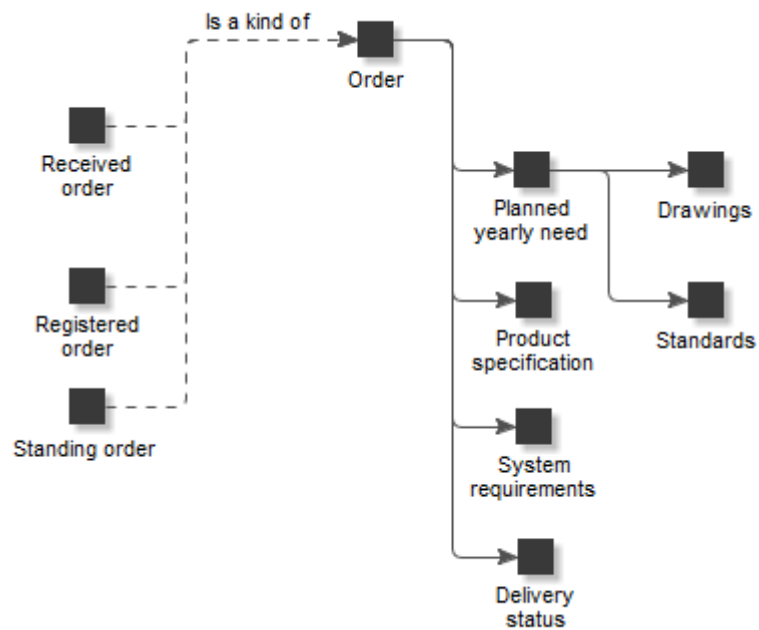 Is a kind of
Order
Received
order
Planned
yearly need
Drawings
Registered
order
Product
specification
Standards
Standing order
System
requirements
Delivery
status